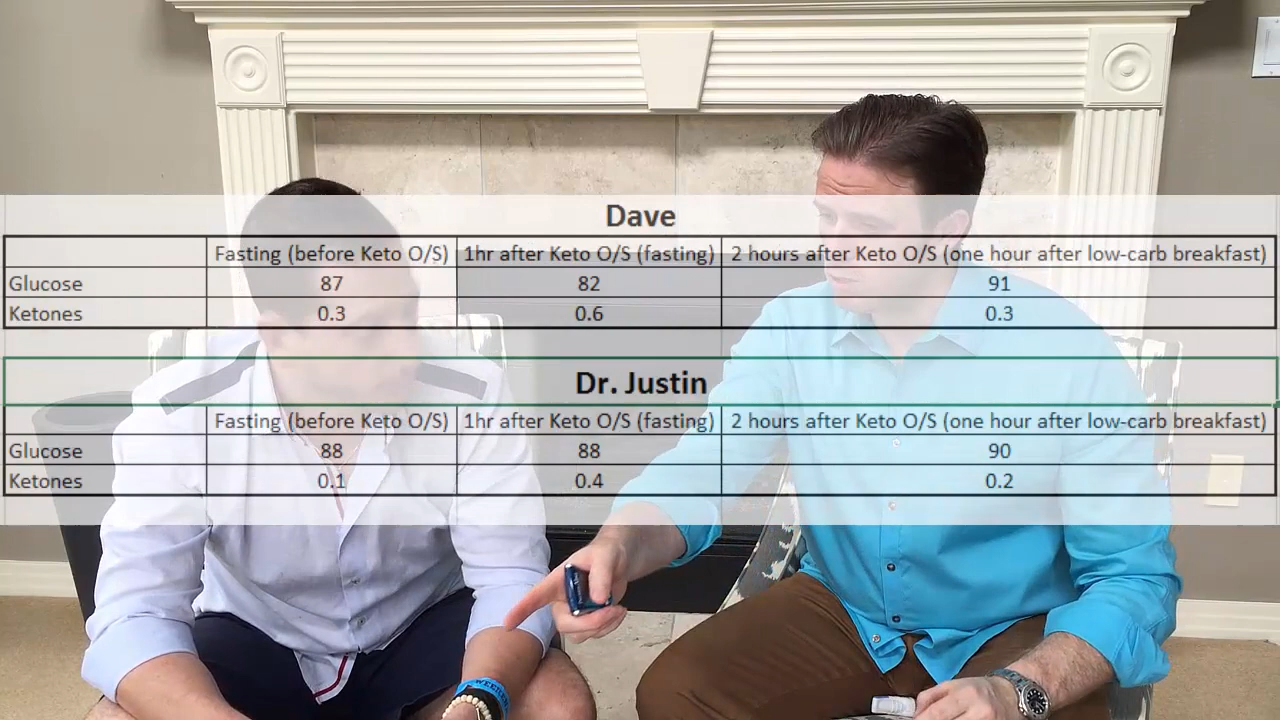 Dave
Fasting (before Keto O/S) 1hr after Keto O/S (fasting) 2 hours after Keto O/S (one hour after low-carb breakfast)
Glucose 87 82 91
Ketones 0.3 0.6 0.3
Dr. Justin
Fasting (before Keto O/S) 1hr after Keto O/S (fasting) 2 hours after Keto O/S (one hour after low-carb breakfast)
Glucose 88 88 90
Ketones 0.1 0.4 0.2